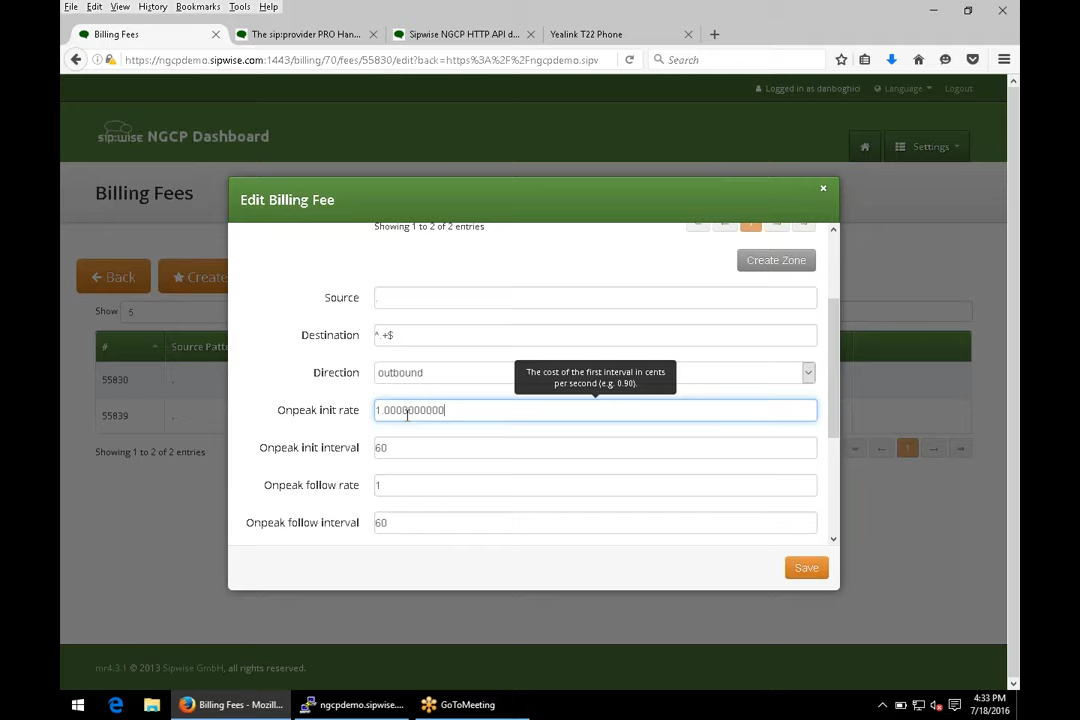 File Edit View History Bookmarks Tools Help
Billing Fees
The sip:provider PRO Han...
Sipwise NGCP HTTP API d...
Yealink T22 Phone
https://ngcpdemo.sipwise.com:1443/billing/70/fees/55830/edit?back=https%3A%2F%2Fngcpdemo.sipv
Search
Logged in as danboghici Language Logout
sip:wise NGCP Dashboard
Settings
Billing Fees
Edit Billing Fee
Showing 1 to 2 of 2 entries
1
Create Zone
Back
Create
Show 5
# Source Patt
55830 .
55839 .
Showing 1 to 2 of 2 entries
1
Source .
Destination ^.+$
Direction outbound
The cost of the first interval in cents
per second (e.g. 0.90).
Onpeak init rate 1.0000000000
Onpeak init interval 60
Onpeak follow rate 1
Onpeak follow interval 60
Save
mr4.3.1 © 2013 Sipwise GmbH, all rights reserved.
Billing Fees - Mozill...
ngcpdemo.sipwise....
GoToMeeting
4:33 PM
7/18/2016